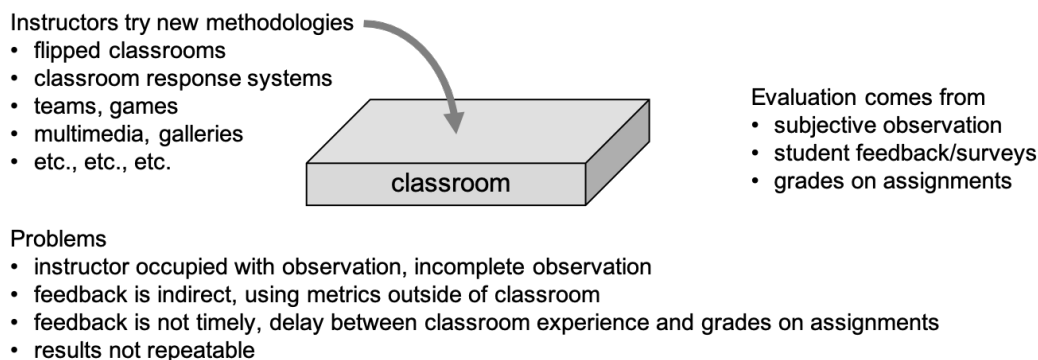 Instructors try new methodologies
• flipped classrooms
• classroom response systems
• teams, games
• multimedia, galleries
• etc., etc., etc.
classroom
Evaluation comes from
• subjective observation
• student feedback/surveys
• grades on assignments
Problems
• instructor occupied with observation, incomplete observation
• feedback is indirect, using metrics outside of classroom
• feedback is not timely, delay between classroom experience and grades on assignments
• results not repeatable